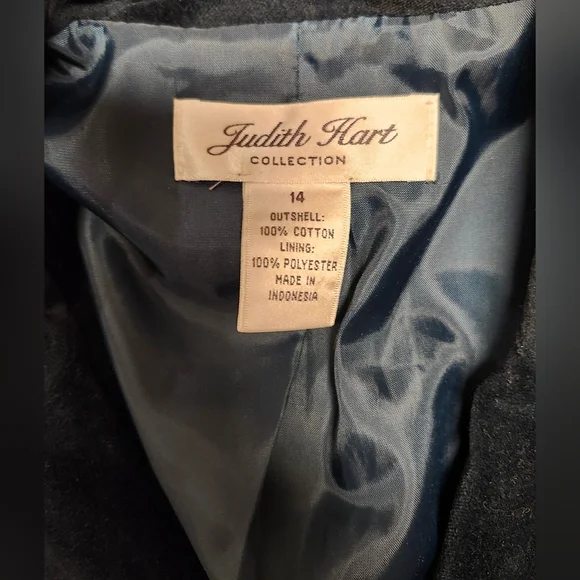 Judith Hart
COLLECTION
14
OUTSHELL:
100% COTTON
LINING:
100% POLYESTER
MADE IN
INDONESIA